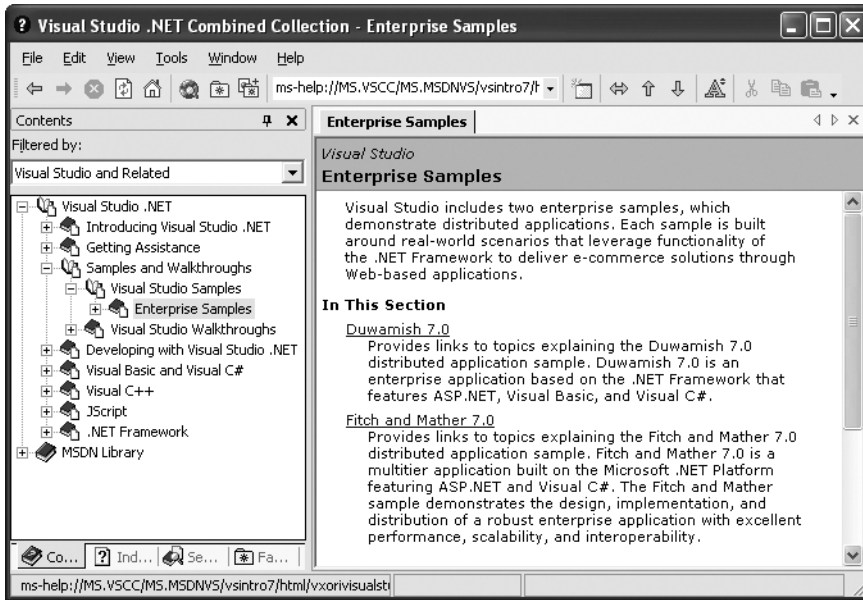 Visual Studio .NET Combined Collection - Enterprise Samples
File Edit View Tools Window Help
ms-help://MS.VSCC/MS.MSDNVS/vsintro7/h
Contents
Filtered by:
Visual Studio and Related
Visual Studio .NET
Introducing Visual Studio .NET
Getting Assistance
Samples and Walkthroughs
Visual Studio Samples
Enterprise Samples
Visual Studio Walkthroughs
Developing with Visual Studio .NET
Visual Basic and Visual C#
Visual C++
JScript
.NET Framework
MSDN Library
Co... Ind... Se... Fa...
Enterprise Samples
Visual Studio
Enterprise Samples
Visual Studio includes two enterprise samples, which
demonstrate distributed applications. Each sample is built
around real-world scenarios that leverage functionality of
the .NET Framework to deliver e-commerce solutions through
Web-based applications.
In This Section
Duwamish 7.0
Provides links to topics explaining the Duwamish 7.0
distributed application sample. Duwamish 7.0 is an
enterprise application based on the .NET Framework that
features ASP.NET, Visual Basic, and Visual C#.
Fitch and Mather 7.0
Provides links to topics explaining the Fitch and Mather 7.0
distributed application sample. Fitch and Mather 7.0 is a
multitier application built on the Microsoft .NET Platform
featuring ASP.NET and Visual C#. The Fitch and Mather
sample demonstrates the design, implementation, and
distribution of a robust enterprise application with excellent
performance, scalability, and interoperability.
ms-help://MS.VSCC/MS.MSDNVS/vsintro7/html/vxorivisualst